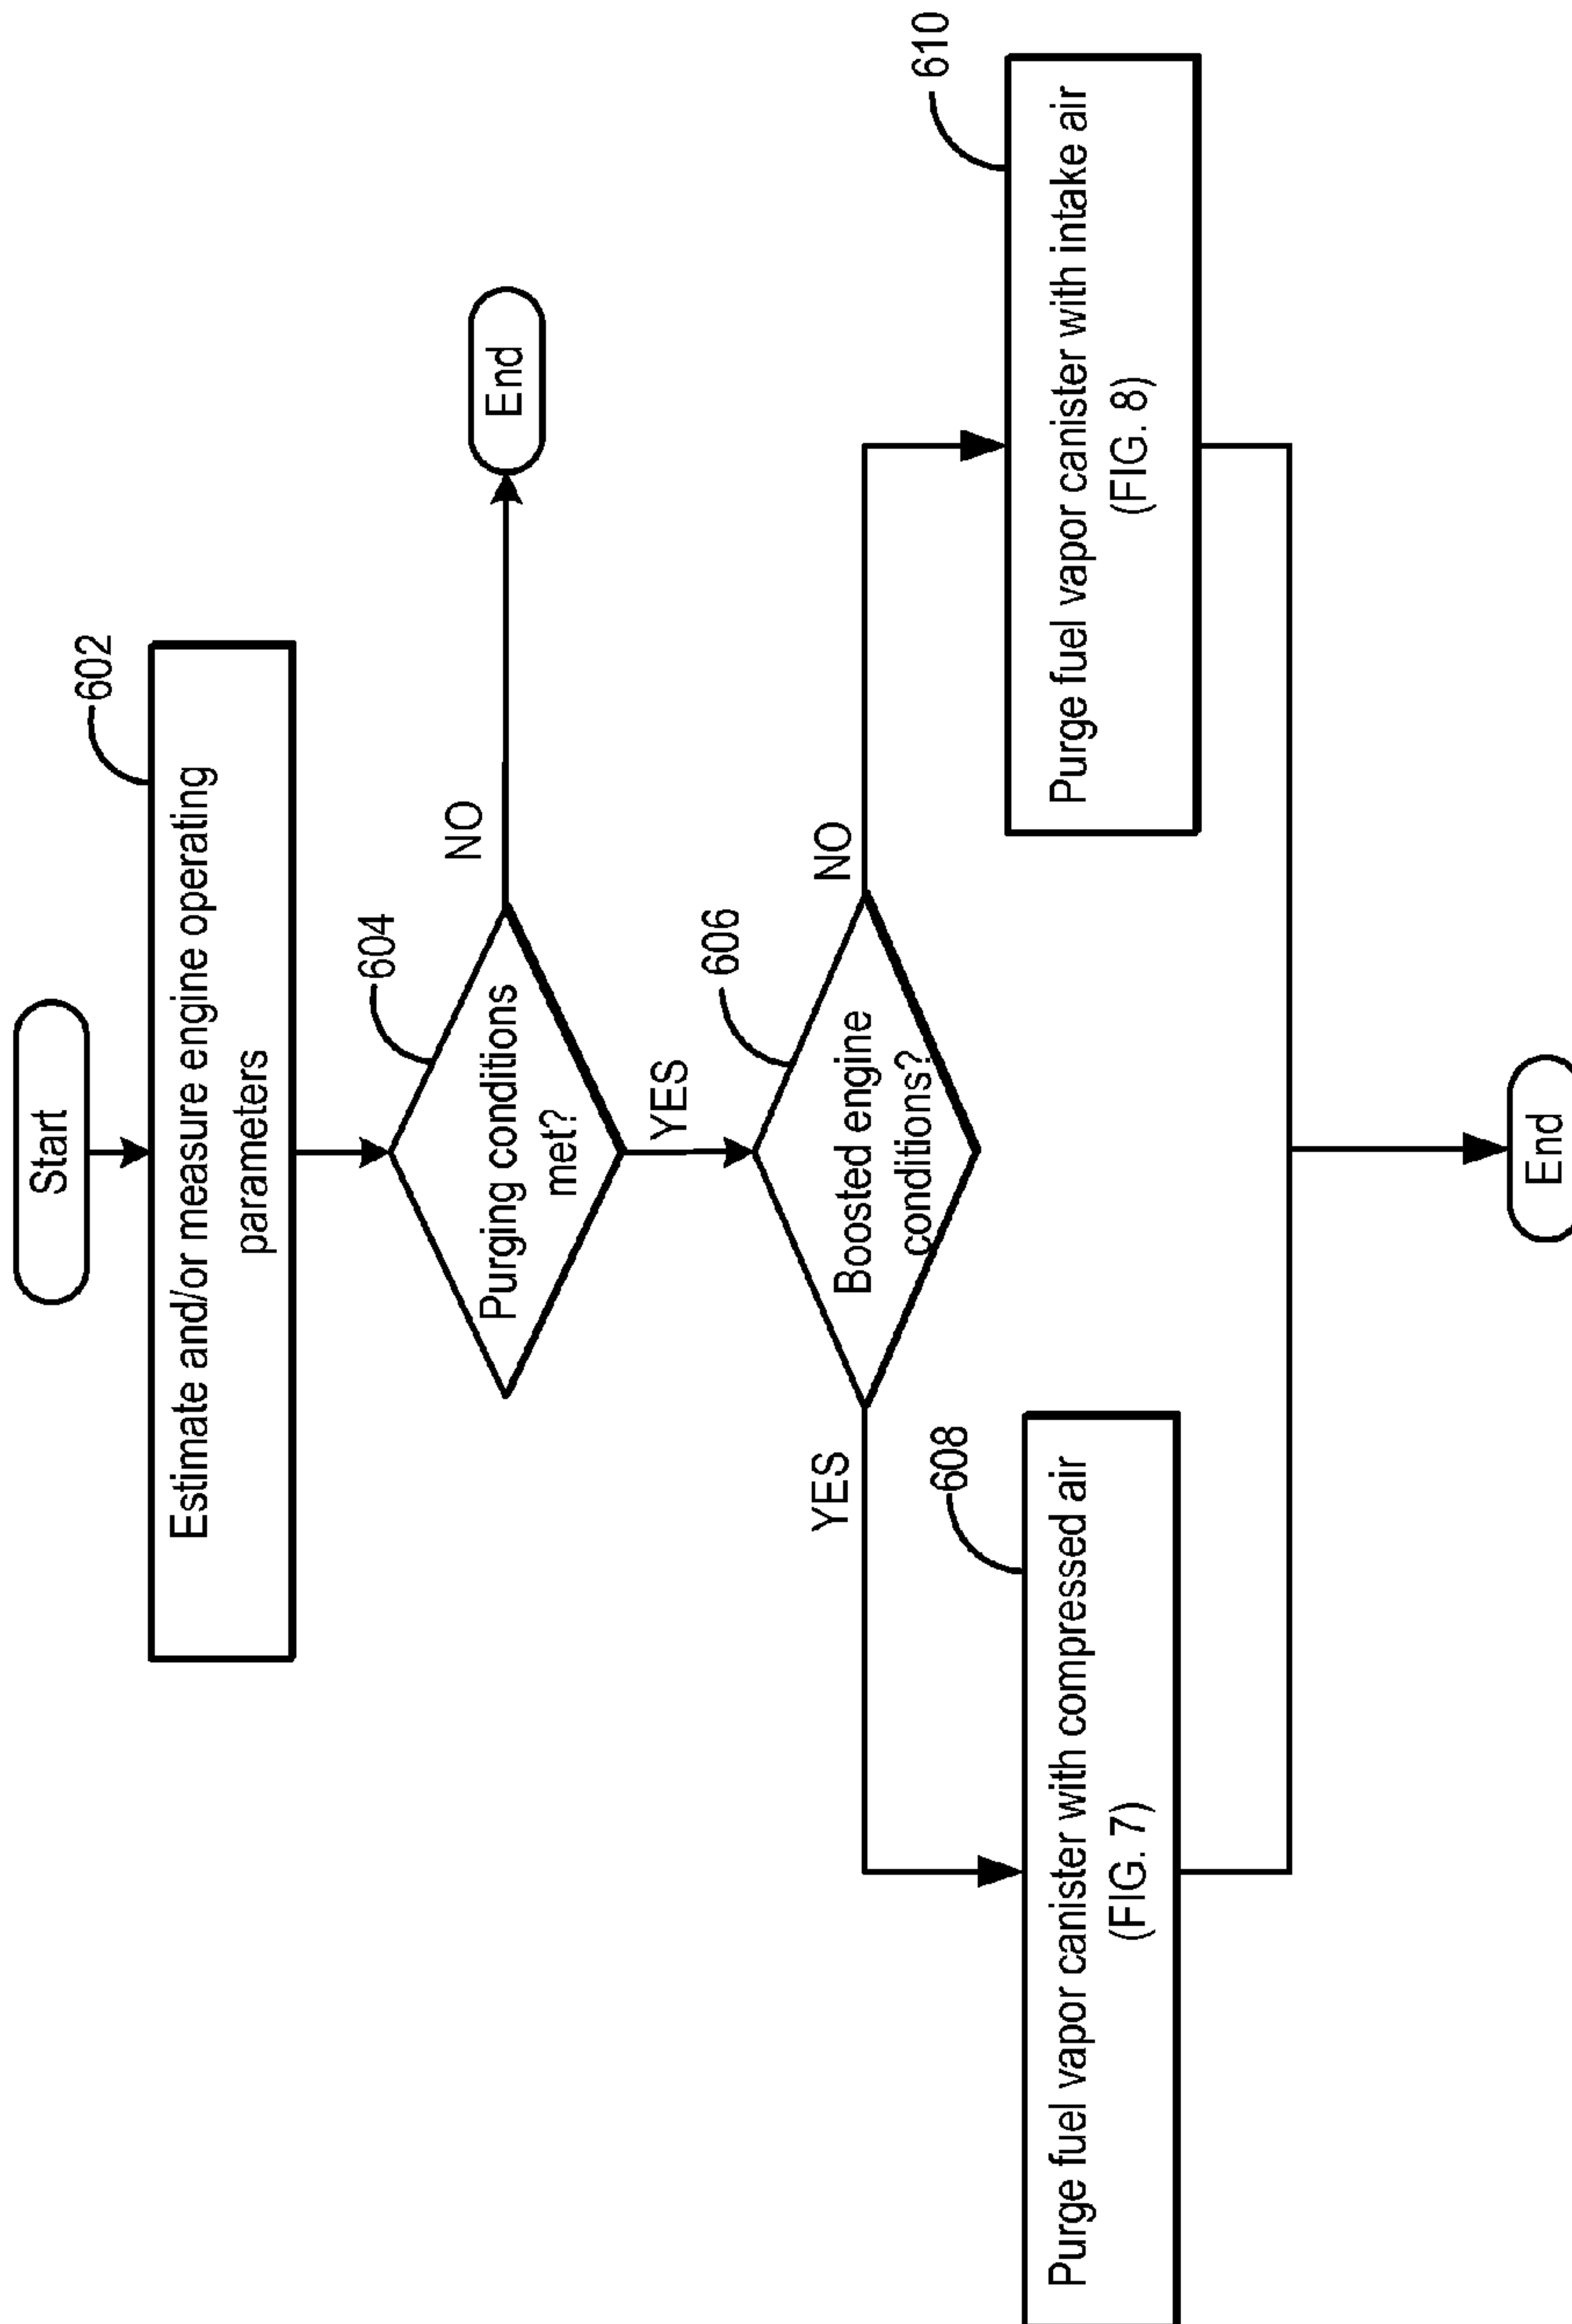 Start
602
Estimate and/or measure engine operating
parameters
604
Purging conditions
met?
NO
End
YES
606
Boosted engine
conditions?
YES
NO
608
Purge fuel vapor canister with compressed air
(FIG. 7)
610
Purge fuel vapor canister with intake air
(FIG. 8)
End